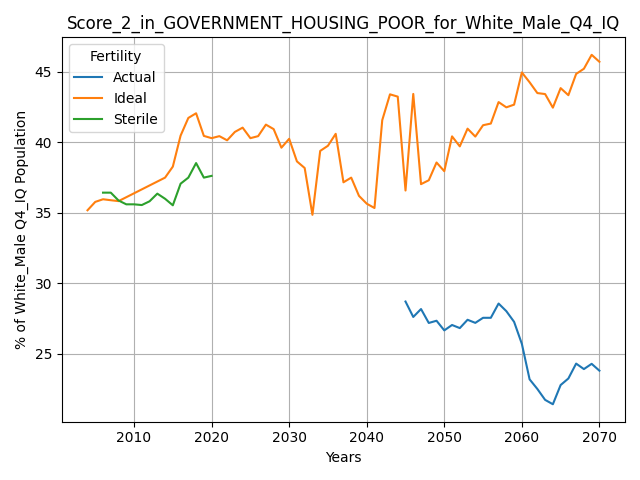 Score_2_in_GOVERNMENT_HOUSING_POOR_for_White_Male_Q4_IQ
Fertility
Actual
Ideal
Sterile
% of White_Male Q4_IQ Population
45
40
35
30
25
2010 2020 2030 2040 2050 2060 2070
Years